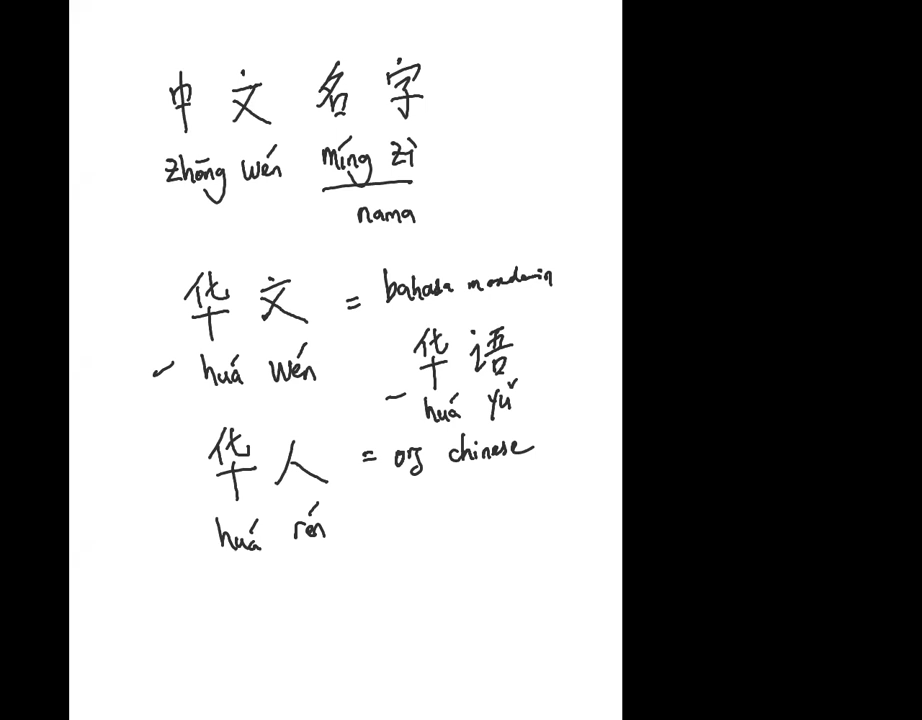 中文名字
zhōng wén míng zì
nama
华文 = bahasa mandarin
huá wén
华语
huá yǔ
华人 = org chinese
huá rén